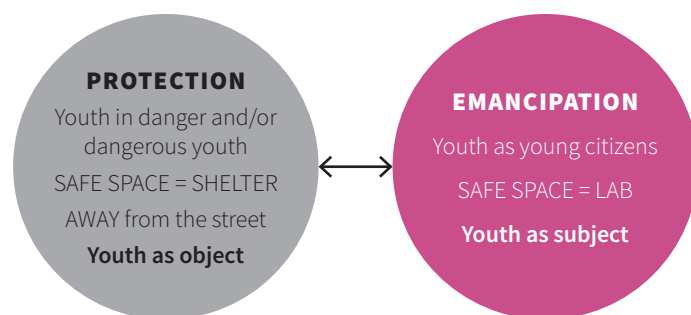 PROTECTION
Youth in danger and/or
dangerous youth
SAFE SPACE = SHELTER
AWAY from the street
Youth as object
EMANCIPATION
Youth as young citizens
SAFE SPACE = LAB
Youth as subject